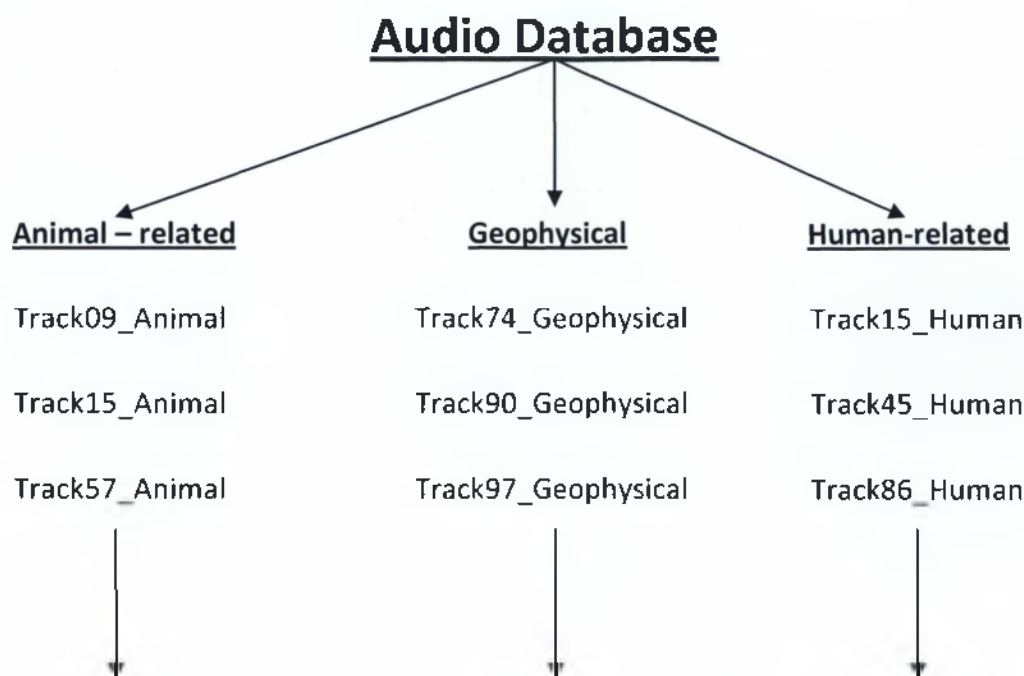 Audio Database
Animal – related
Geophysical
Human-related
Track09_Animal
Track74_Geophysical
Track15_Human
Track15_Animal
Track90_Geophysical
Track45_Human
Track57_Animal
Track97_Geophysical
Track86_Human